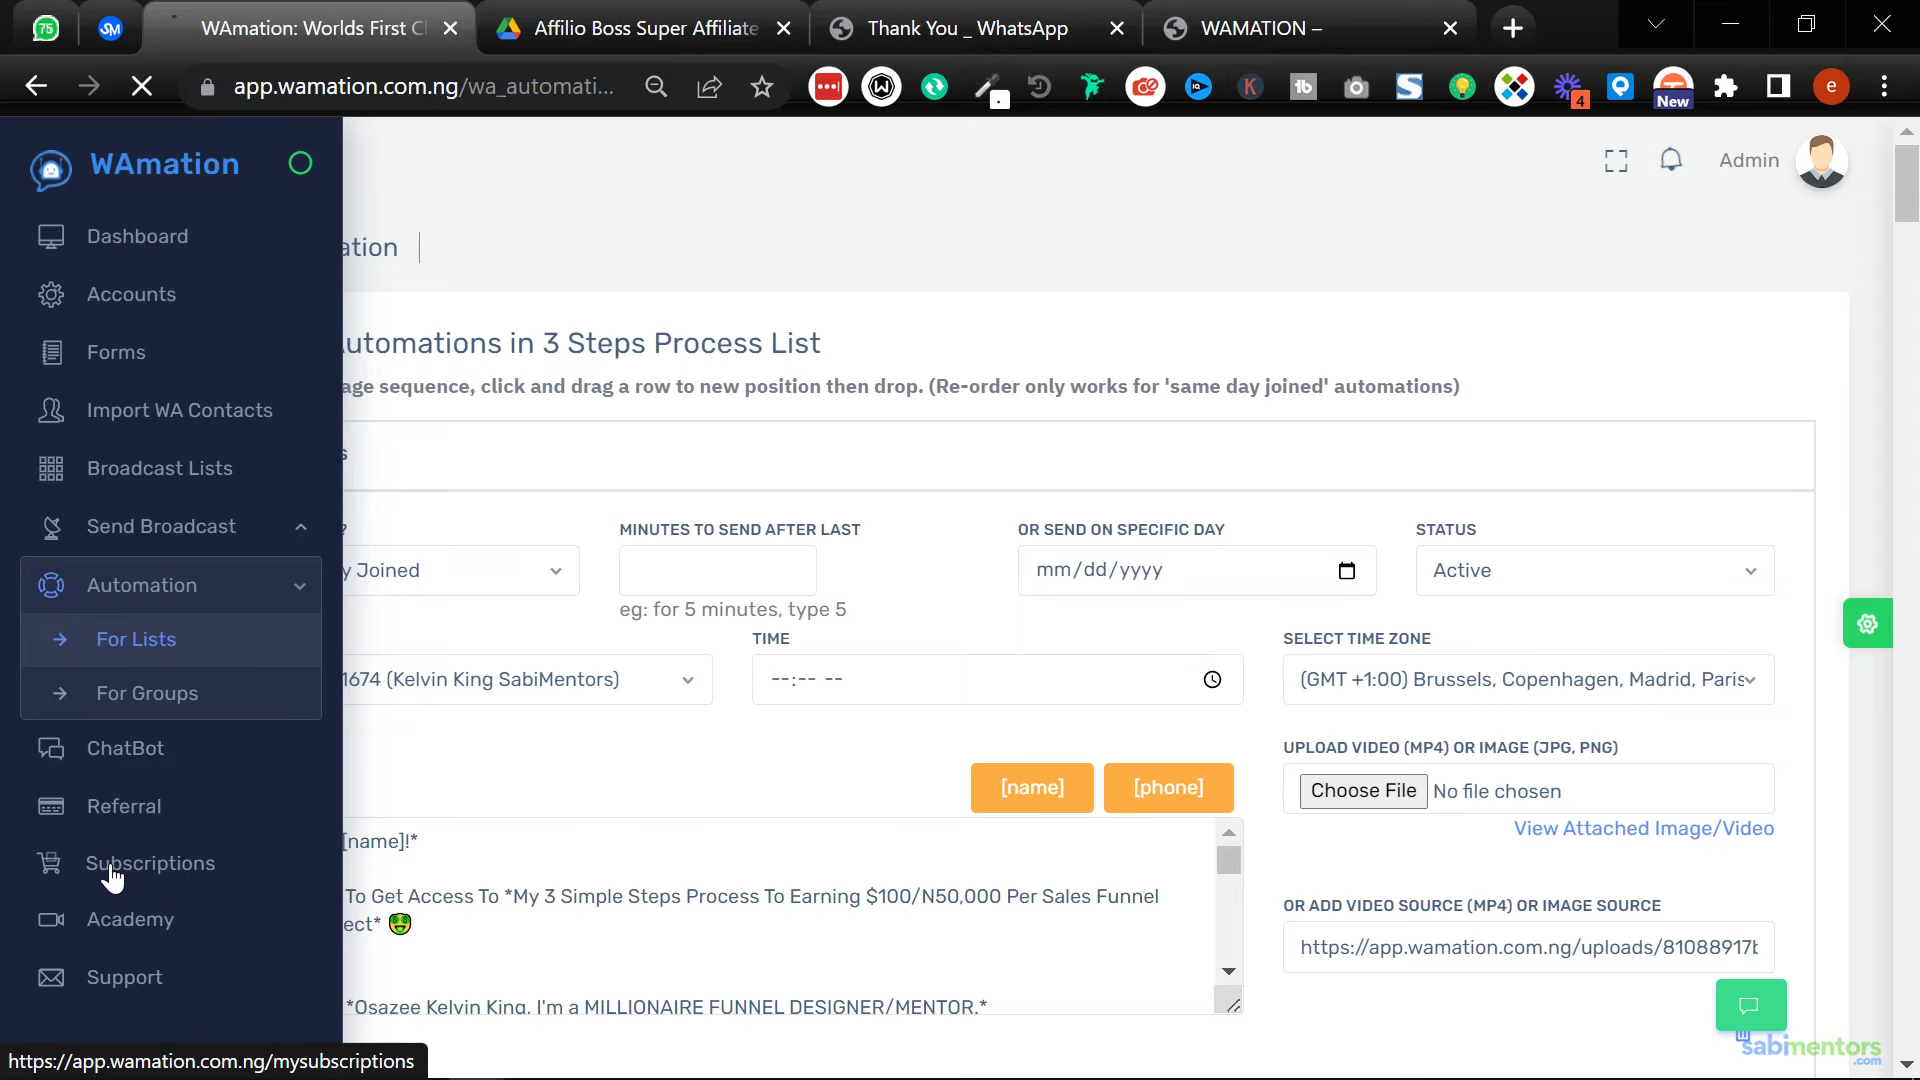 75
SM
WAmation: Worlds First C
Affilio Boss Super Affiliate
Thank You _ WhatsApp
WAMATION –
app.wamation.com.ng/wa_automati...
IQ
K
tb
S
4
New
e
WAmation
Admin
Dashboard
ation
Accounts
utomations in 3 Steps Process List
Forms
age sequence, click and drag a row to new position then drop. (Re-order only works for 'same day joined' automations)
Import WA Contacts
s
Broadcast Lists
Send Broadcast
?
MINUTES TO SEND AFTER LAST
OR SEND ON SPECIFIC DAY
STATUS
Automation
y Joined
mm/dd/yyyy
Active
eg: for 5 minutes, type 5
For Lists
TIME
SELECT TIME ZONE
For Groups
1674 (Kelvin King SabiMentors)
--:-- --
(GMT +1:00) Brussels, Copenhagen, Madrid, Paris
ChatBot
UPLOAD VIDEO (MP4) OR IMAGE (JPG, PNG)
[name]
[phone]
Choose File
No file chosen
Referral
View Attached Image/Video
[name]!*
Subscriptions
To Get Access To *My 3 Simple Steps Process To Earning $100/N50,000 Per Sales Funnel
ect*
OR ADD VIDEO SOURCE (MP4) OR IMAGE SOURCE
Academy
https://app.wamation.com.ng/uploads/81088917b
Support
*Osazee Kelvin King, I'm a MILLIONAIRE FUNNEL DESIGNER/MENTOR.*
sabimentors
.com
https://app.wamation.com.ng/mysubscriptions